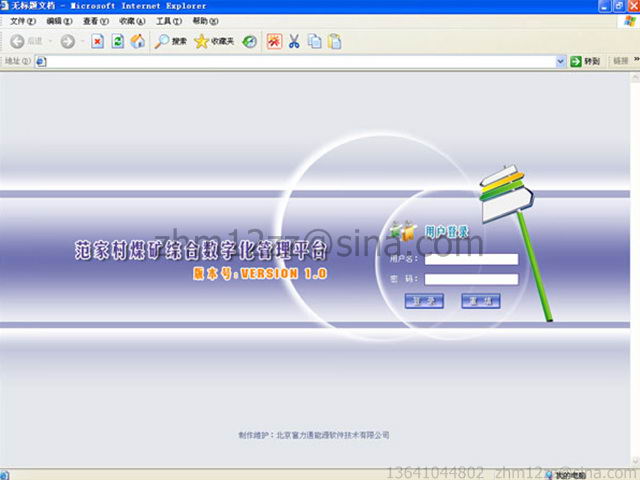 无标题文档 - Microsoft Internet Explorer
文件(F) 编辑(E) 查看(V) 收藏(A) 工具(T) 帮助(H)
后退 搜索 收藏夹
地址(D) 转到 链接 »
用户登录
zhm12zz@sina.com
范家村煤矿综合数字化管理平台
用户名:
版本号:VERSION 1.0
密 码:
登录 重填
制作维护:北京富力通能源软件技术有限公司
我的电脑
13641044802 zhm12zz@sina.com